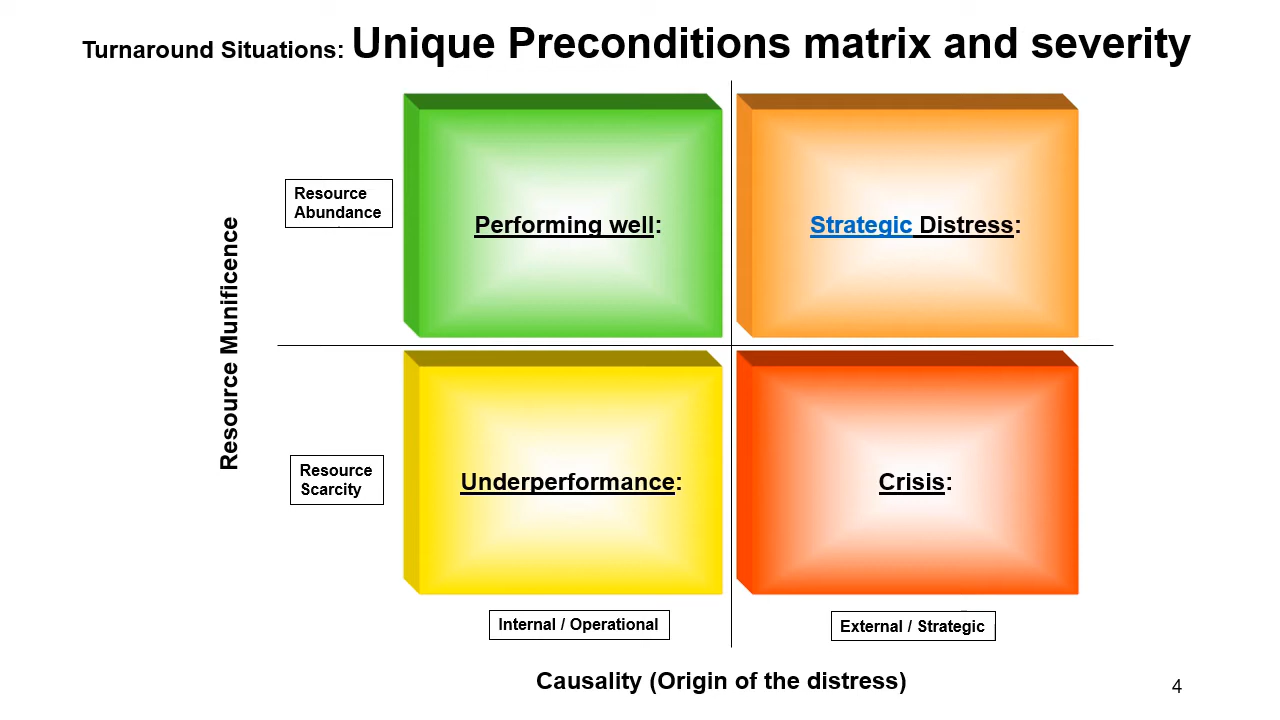 Turnaround Situations: Unique Preconditions matrix and severity
Resource
Abundance
Performing well:
Strategic Distress:
Resource Munificence
Resource
Scarcity
Underperformance:
Crisis:
Internal / Operational
External / Strategic
Causality (Origin of the distress)
4